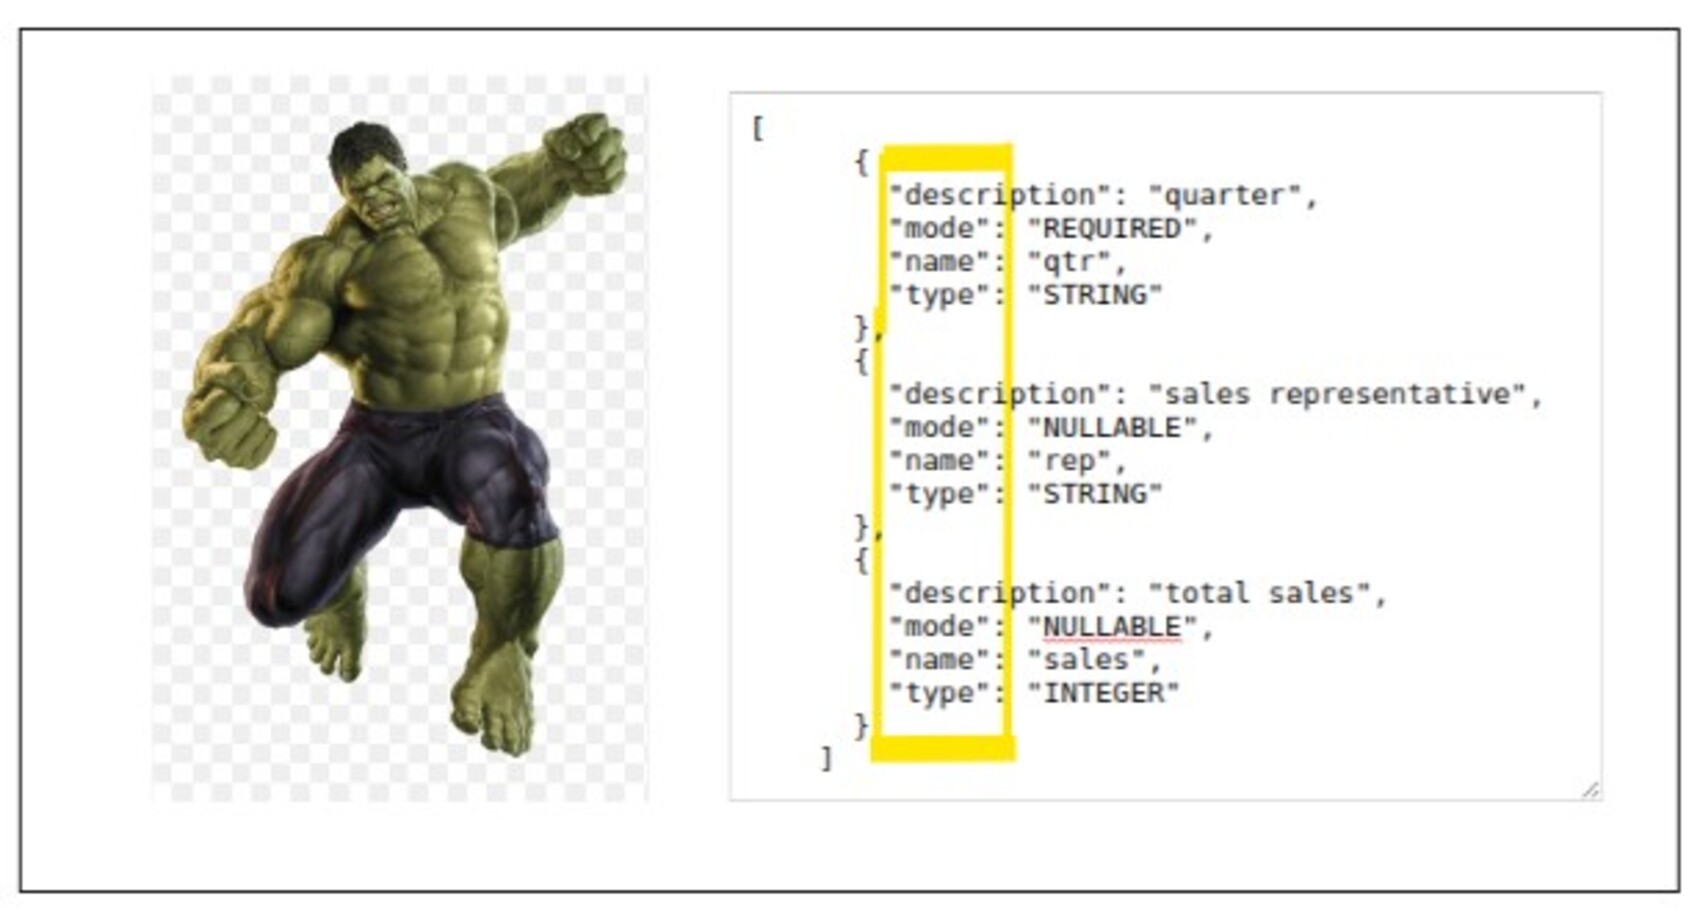 [
{
"description": "quarter",
"mode": "REQUIRED",
"name": "qtr",
"type": "STRING"
},
{
"description": "sales representative",
"mode": "NULLABLE",
"name": "rep",
"type": "STRING"
},
{
"description": "total sales",
"mode": "NULLABLE",
"name": "sales",
"type": "INTEGER"
}
]